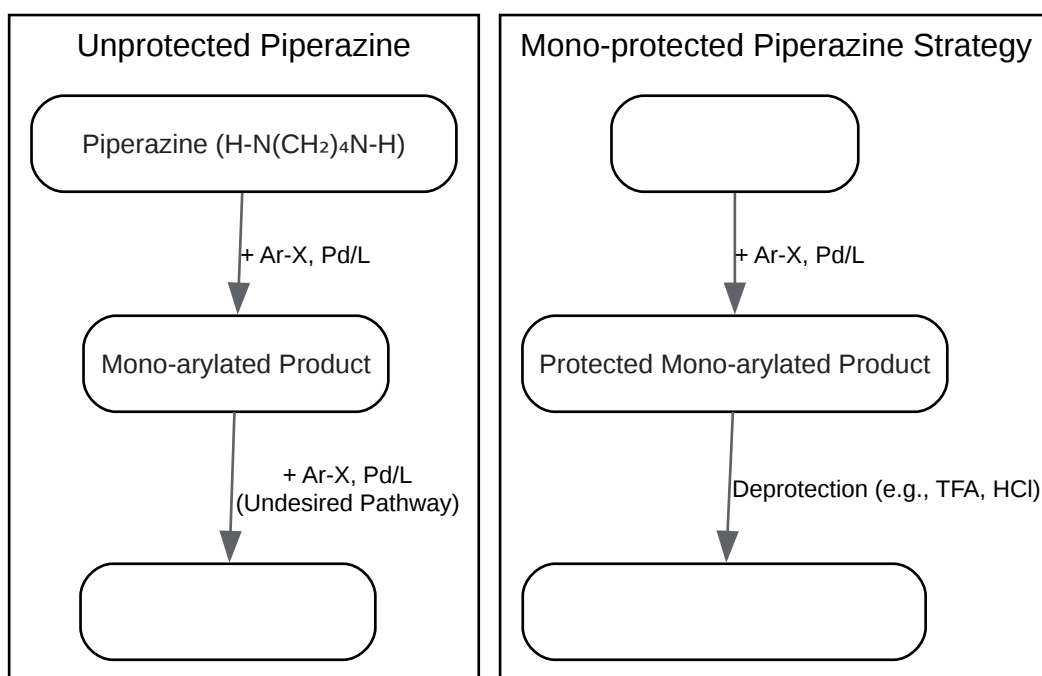 Unprotected Piperazine
Piperazine (H-N(CH₂)₄N-H)
+ Ar-X, Pd/L
Mono-arylated Product
+ Ar-X, Pd/L
(Undesired Pathway)
Mono-protected Piperazine Strategy
+ Ar-X, Pd/L
Protected Mono-arylated Product
Deprotection (e.g., TFA, HCl)